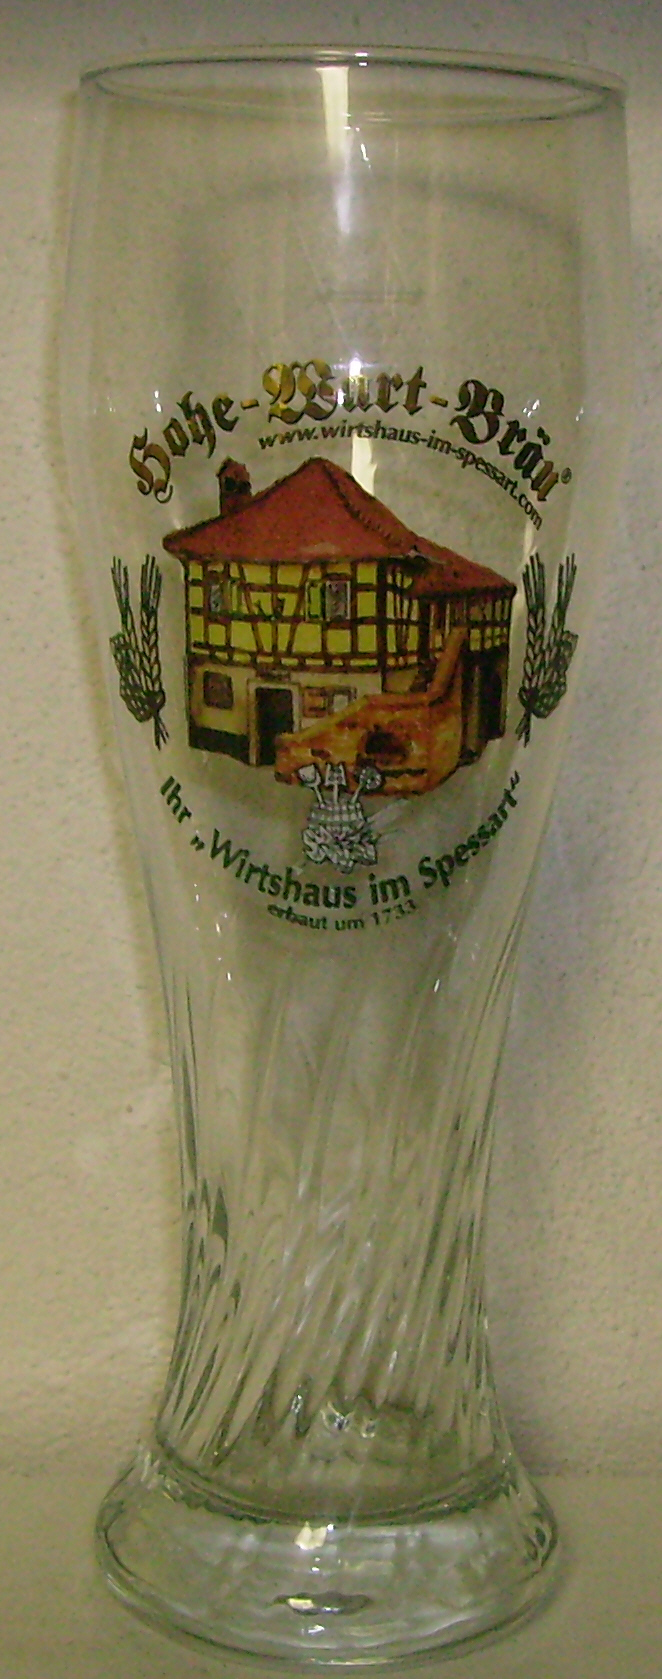 Hohe-Wart-Bräu®
www.wirtshaus-im-spessart.com
Ihr „Wirtshaus im Spessart“
erbaut um 1733